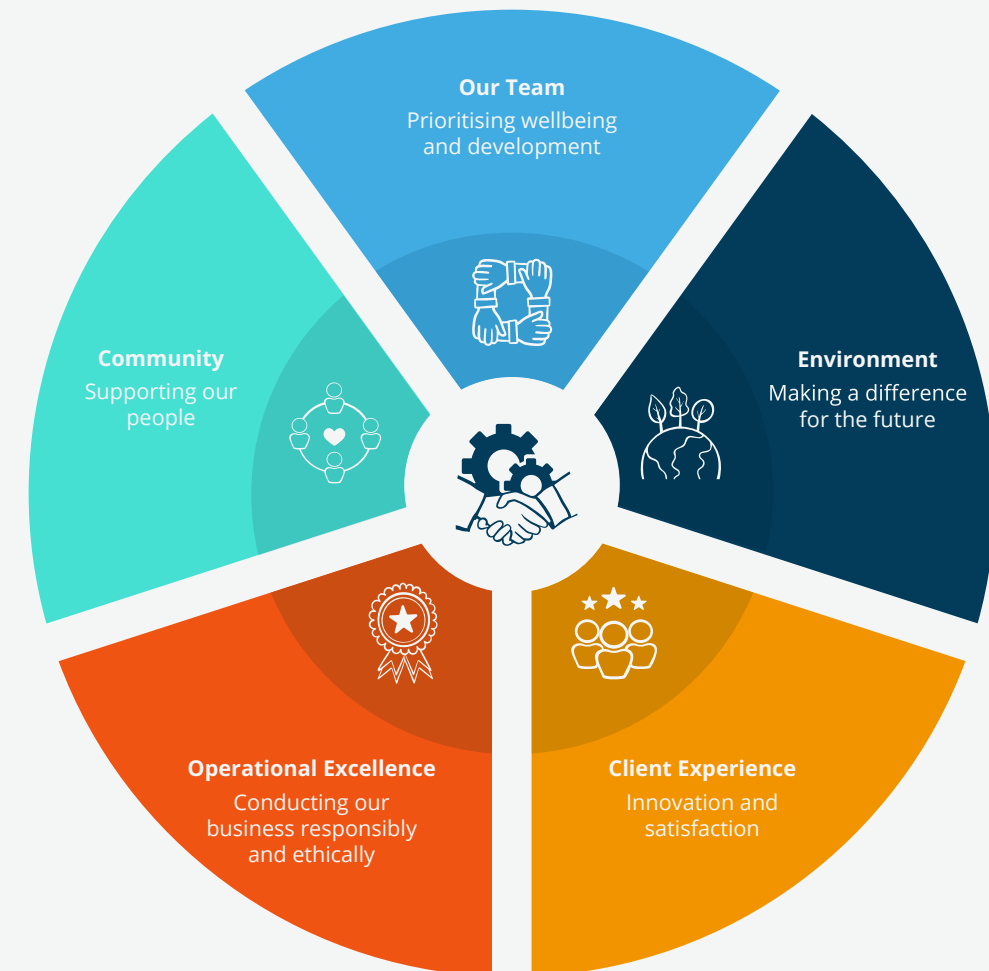 Our Team
Prioritising wellbeing
and development
Environment
Making a difference
for the future
Client Experience
Innovation and
satisfaction
Operational Excellence
Conducting our
business responsibly
and ethically
Community
Supporting our
people